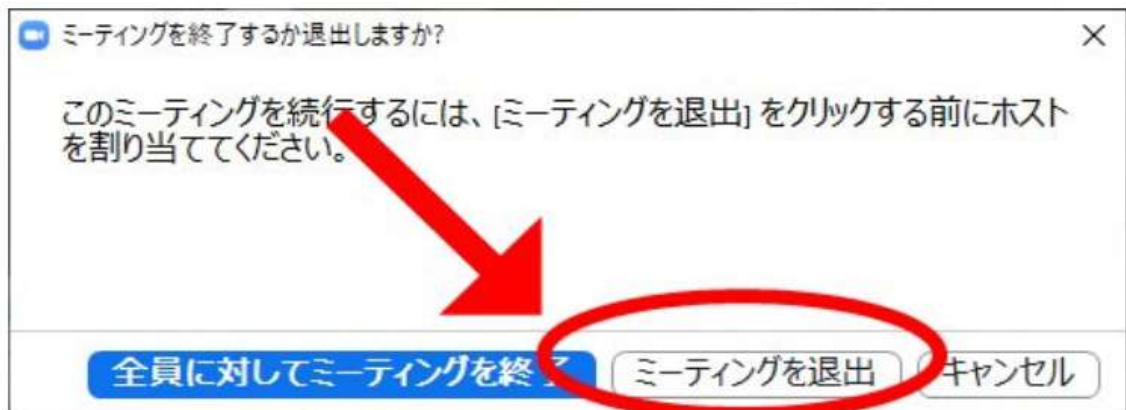 ミーティングを終了するか退出しますか?
このミーティングを続行するには、[ミーティングを退出] をクリックする前にホスト
を割り当ててください。
全員に対してミーティングを終了 ミーティングを退出 キャンセル